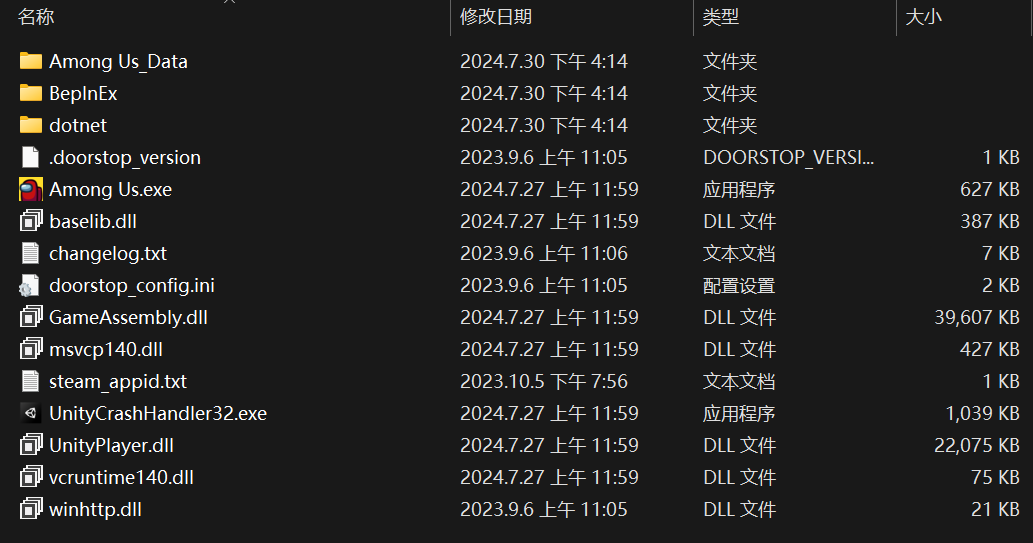 名称 修改日期 类型 大小
Among Us_Data 2024.7.30 下午 4:14 文件夹
BepInEx 2024.7.30 下午 4:14 文件夹
dotnet 2024.7.30 下午 4:14 文件夹
.doorstop_version 2023.9.6 上午 11:05 DOORSTOP_VERSI... 1 KB
Among Us.exe 2024.7.27 上午 11:59 应用程序 627 KB
baselib.dll 2024.7.27 上午 11:59 DLL 文件 387 KB
changelog.txt 2023.9.6 上午 11:06 文本文档 7 KB
doorstop_config.ini 2023.9.6 上午 11:05 配置设置 2 KB
GameAssembly.dll 2024.7.27 上午 11:59 DLL 文件 39,607 KB
msvcp140.dll 2024.7.27 上午 11:59 DLL 文件 427 KB
steam_appid.txt 2023.10.5 下午 7:56 文本文档 1 KB
UnityCrashHandler32.exe 2024.7.27 上午 11:59 应用程序 1,039 KB
UnityPlayer.dll 2024.7.27 上午 11:59 DLL 文件 22,075 KB
vcruntime140.dll 2024.7.27 上午 11:59 DLL 文件 75 KB
winhttp.dll 2023.9.6 上午 11:05 DLL 文件 21 KB